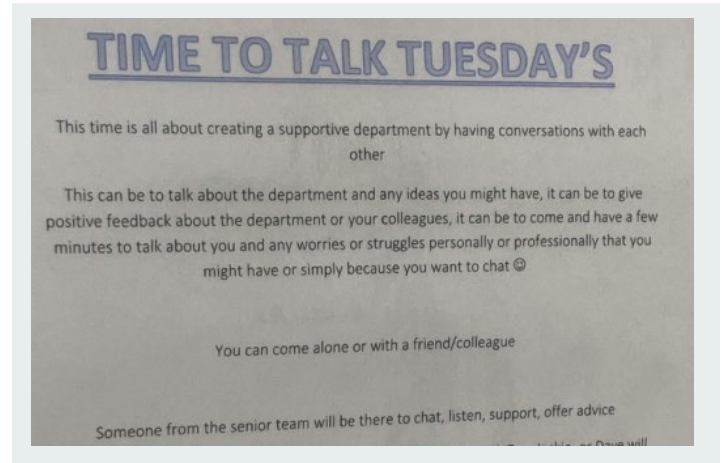 TIME TO TALK TUESDAY'S
This time is all about creating a supportive department by having conversations with each
other
This can be to talk about the department and any ideas you might have, it can be to give
positive feedback about the department or your colleagues, it can be to come and have a few
minutes to talk about you and any worries or struggles personally or professionally that you
might have or simply because you want to chat ☺
You can come alone or with a friend/colleague
Someone from the senior team will be there to chat, listen, support, offer advice
or Dave will